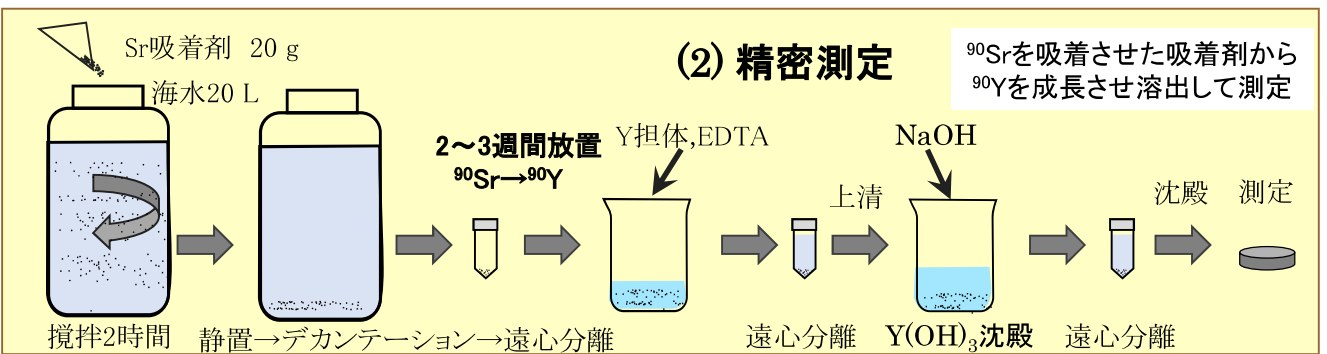 Sr吸着剤 20 g
海水20 L
(2) 精密測定
⁹⁰Srを吸着させた吸着剤から
⁹⁰Yを成長させ溶出して測定
2～3週間放置
⁹⁰Sr→⁹⁰Y
Y担体,EDTA
NaOH
上清
沈殿
測定
撹拌2時間
静置→デカンテーション→遠心分離
遠心分離
Y(OH)₃沈殿
遠心分離